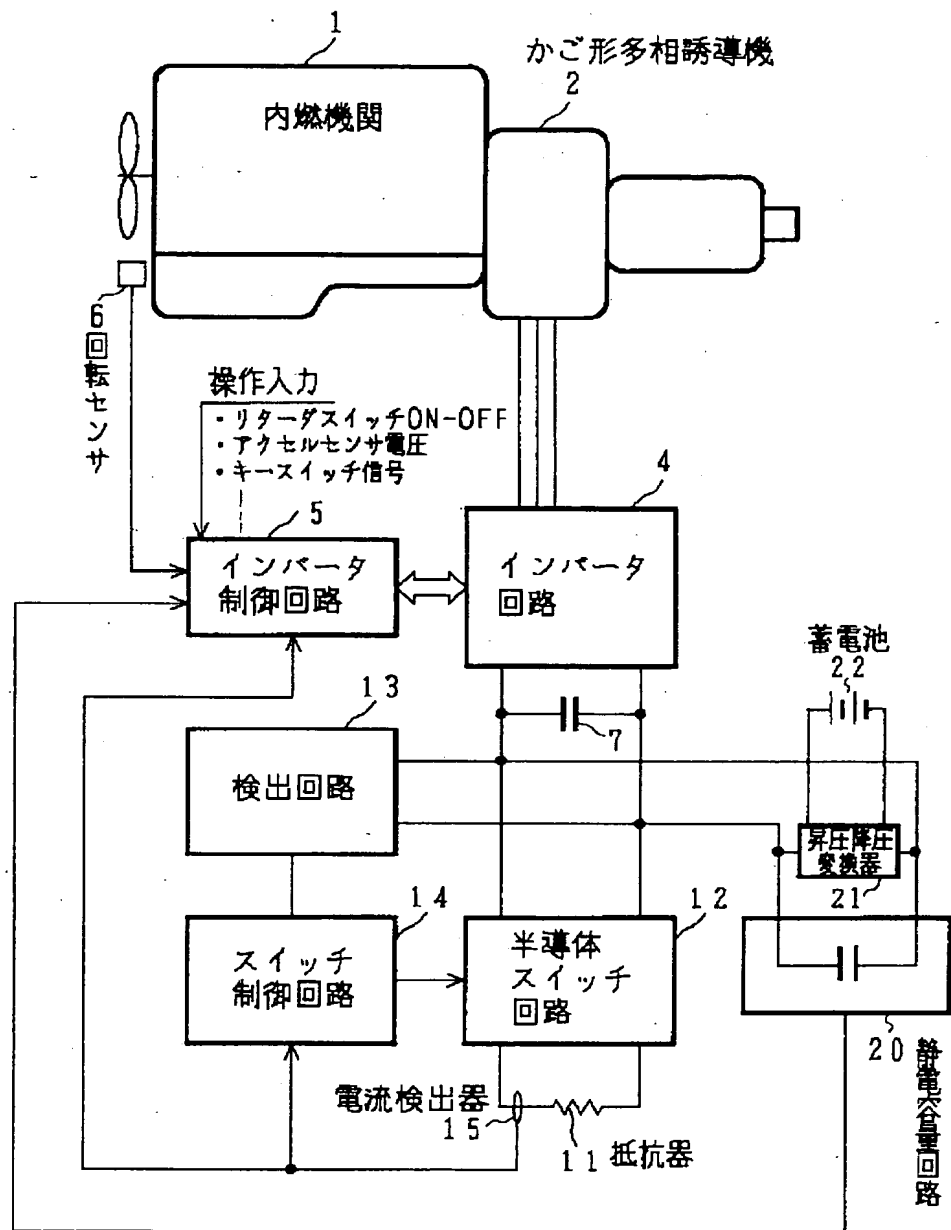 1
かご形多相誘導機
2
内燃機関
6回転センサ
操作入力
・リターダスイッチON-OFF
・アクセルセンサ電圧
・キースイッチ信号
5
インバータ
制御回路
4
インバータ
回路
蓄電池
22
13
検出回路
7
昇圧降圧
変換器
21
14
スイッチ
制御回路
12
半導体
スイッチ
回路
20静電容量回路
電流検出器
15
11抵抗器